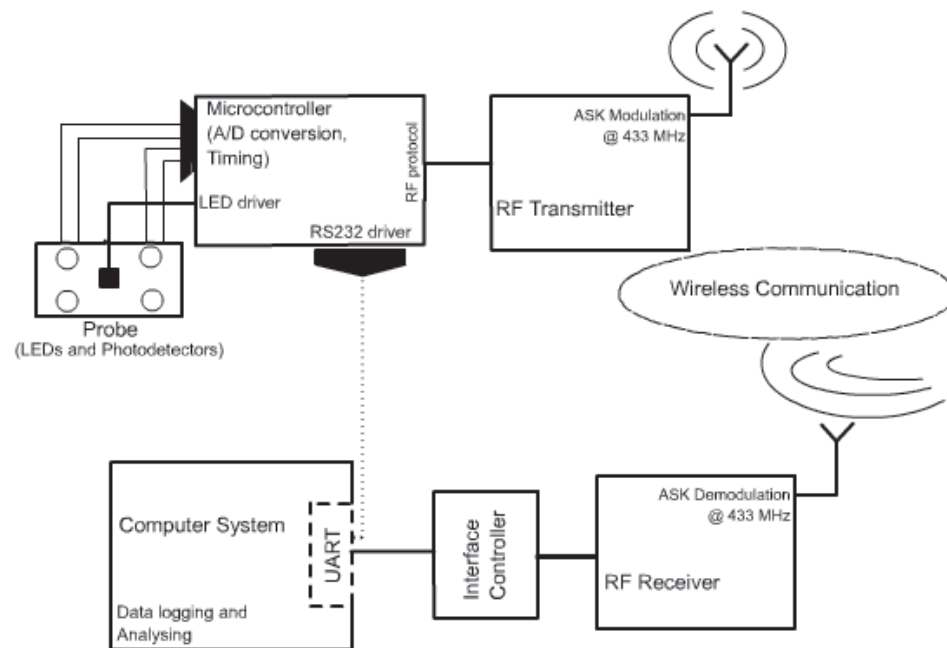 Microcontroller
(A/D conversion,
Timing)
LED driver
RS232 driver
RF protocol
ASK Modulation
@ 433 MHz
RF Transmitter
Probe
(LEDs and Photodetectors)
Wireless Communication
Computer System
UART
Data logging and
Analysing
Interface
Controller
ASK Demodulation
@ 433 MHz
RF Receiver